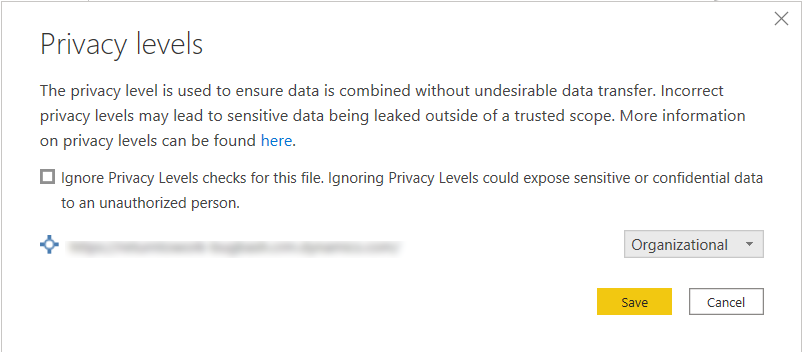 Privacy levels
The privacy level is used to ensure data is combined without undesirable data transfer. Incorrect
privacy levels may lead to sensitive data being leaked outside of a trusted scope. More information
on privacy levels can be found here.
Ignore Privacy Levels checks for this file. Ignoring Privacy Levels could expose sensitive or confidential data
to an unauthorized person.
Organizational
Save Cancel